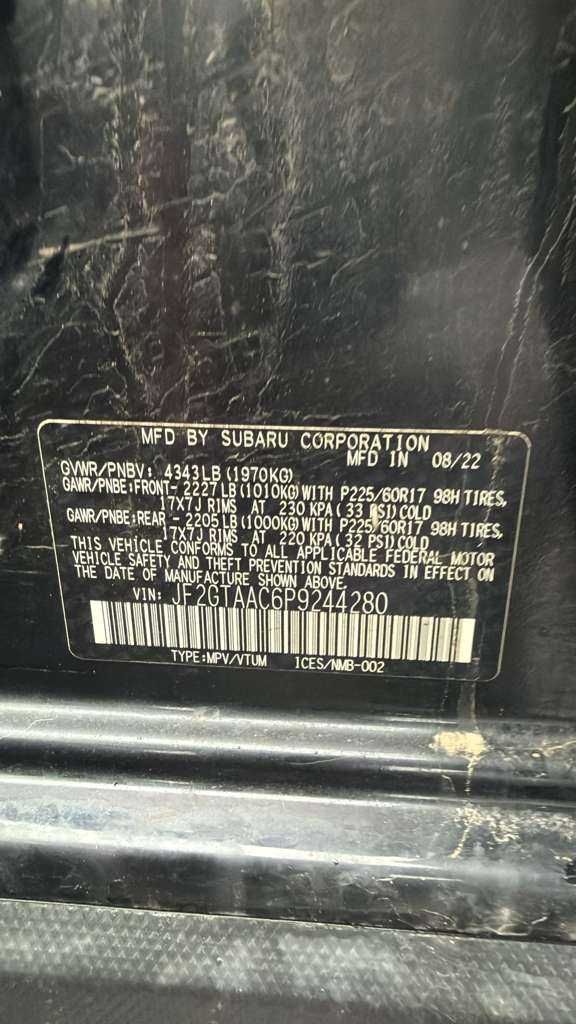 MFD BY SUBARU CORPORATION
MFD IN 08/22
GVWR/PNBV: 4343LB (1970KG)
GAWR/PNBE:FRONT- 2227LB (1010KG) WITH P225/60R17 98H TIRES,
17X7J RIMS AT 230 KPA (33 PSI) COLD
GAWR/PNBE:REAR - 2205LB (1000KG) WITH P225/60R17 98H TIRES,
17X7J RIMS AT 220 KPA (32 PSI) COLD
THIS VEHICLE CONFORMS TO ALL APPLICABLE FEDERAL MOTOR
VEHICLE SAFETY AND THEFT PREVENTION STANDARDS IN EFFECT ON
THE DATE OF MANUFACTURE SHOWN ABOVE.
VIN: JF2GTAAC6P9244280
TYPE:MPV/VTUM ICES/NMB-002